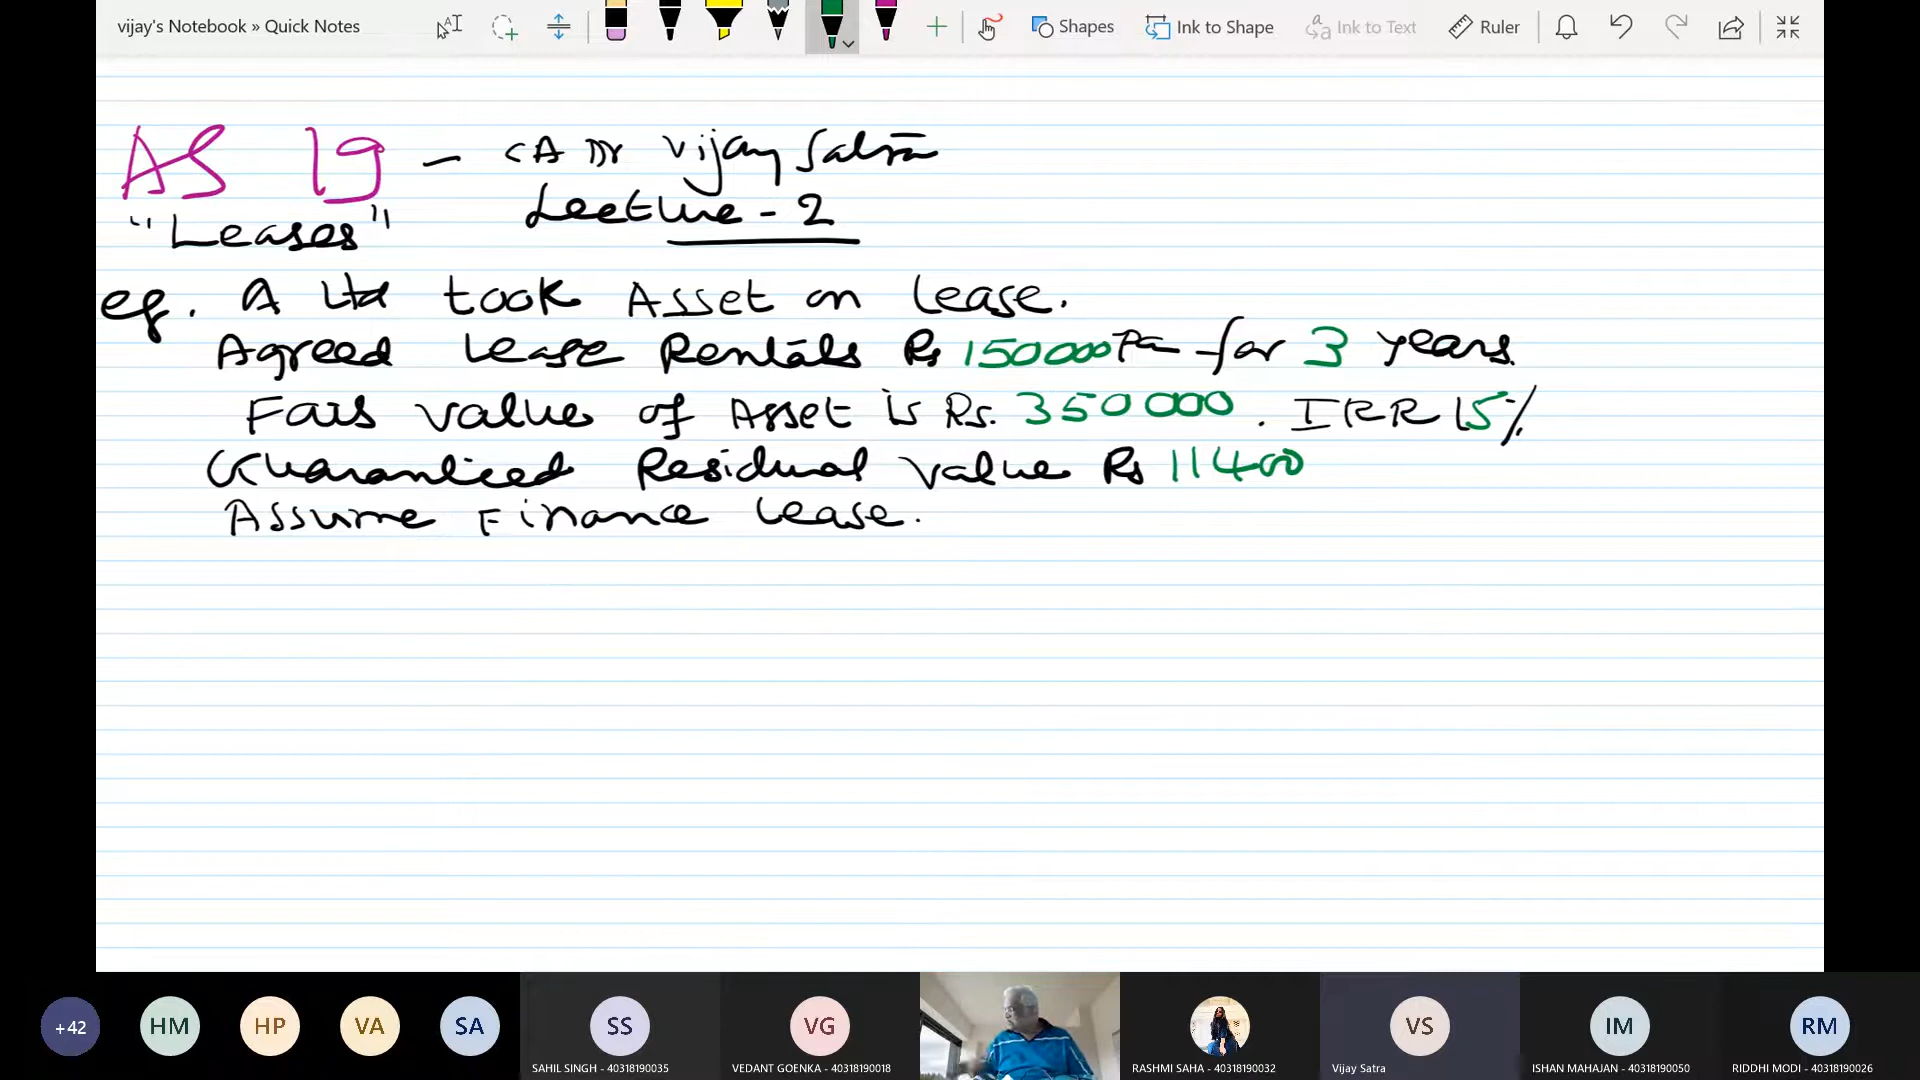 vijay's Notebook » Quick Notes
Shapes
Ink to Shape
Ink to Text
Ruler
AS 19 - CA Dr Vijay Satra
"Leases" Lecture - 2
eg. A Ltd took Asset on Lease.
Agreed Lease Rentals Rs 150000 Pa for 3 years.
Fair value of Asset is Rs. 350000. IRR 15%
Guaranteed Residual value Rs 11400
Assume Finance Lease.
+42
HM
HP
VA
SA
SS
VG
VS
IM
RM
SAHIL SINGH - 40318190035
VEDANT GOENKA - 40318190018
RASHMI SAHA - 40318190032
Vijay Satra
ISHAN MAHAJAN - 40318190050
RIDDHI MODI - 40318190026